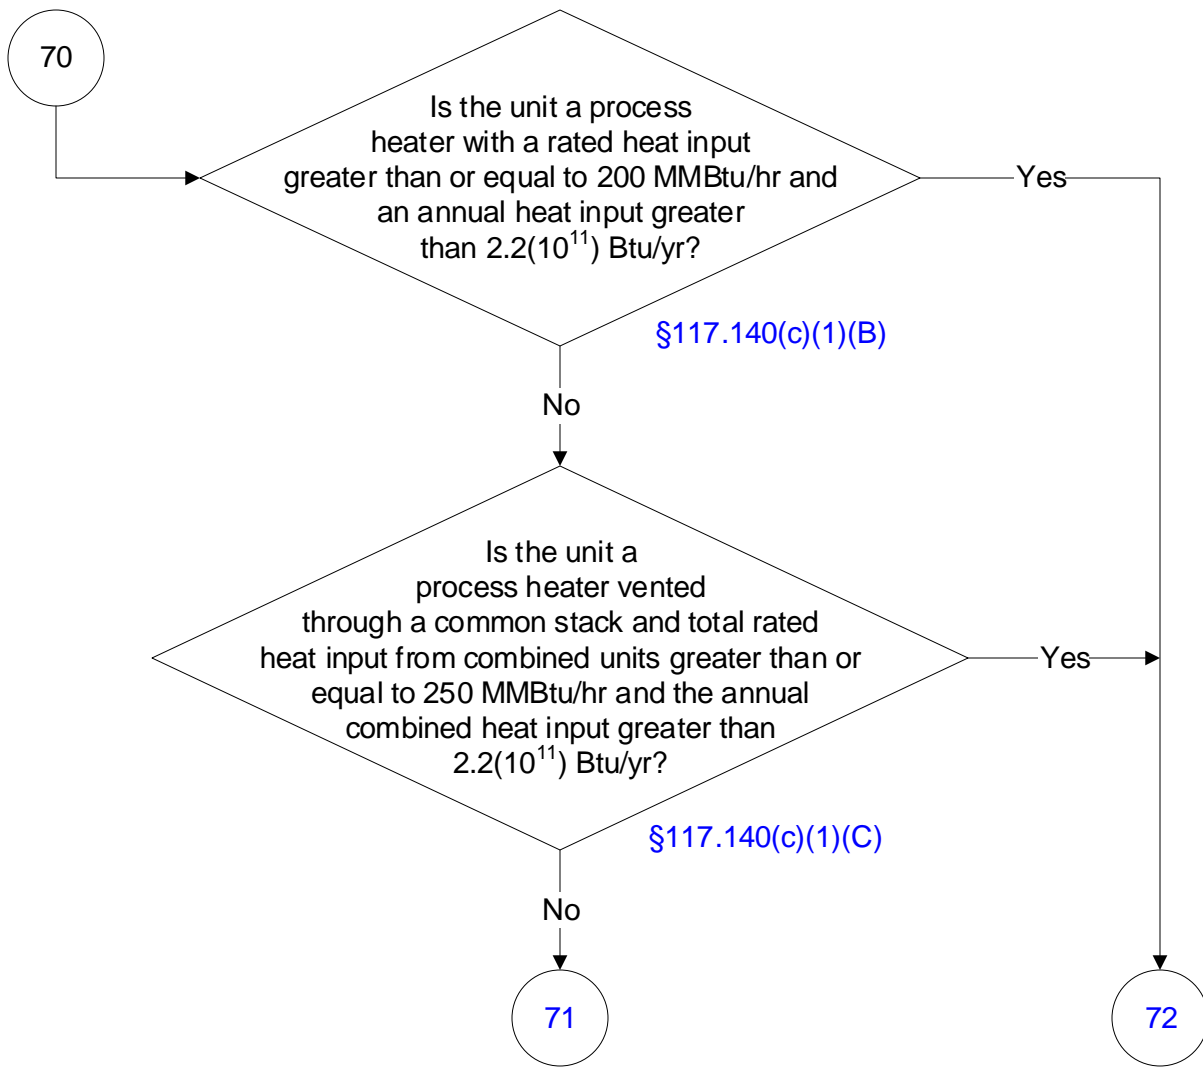 70
Is the unit a process
heater with a rated heat input
greater than or equal to 200 MMBtu/hr and
an annual heat input greater
than 2.2(10¹¹) Btu/yr?
Yes
§117.140(c)(1)(B)
No
Is the unit a
process heater vented
through a common stack and total rated
heat input from combined units greater than or
equal to 250 MMBtu/hr and the annual
combined heat input greater than
2.2(10¹¹) Btu/yr?
Yes
§117.140(c)(1)(C)
No
71
72